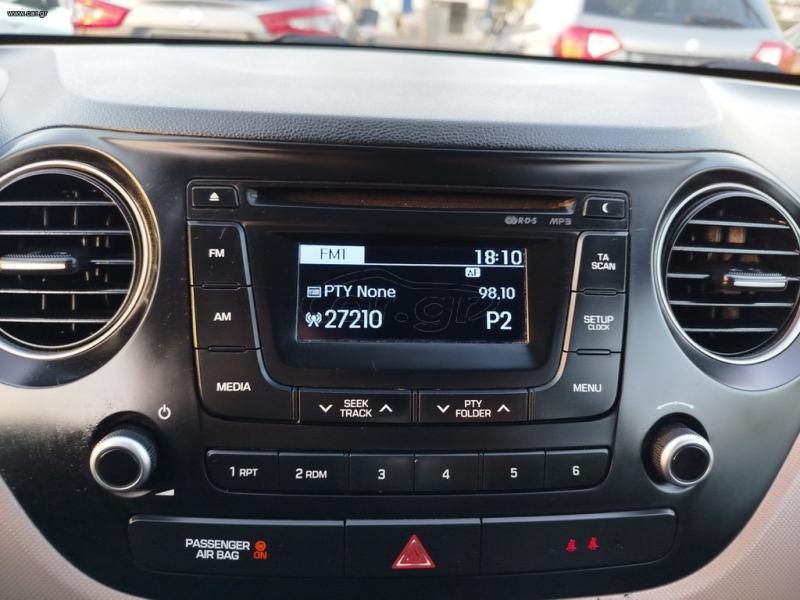 www.car.gr
R·D·S MP3
FM
FM1 18:10
TA
SCAN
AF
PTY None 98.10
AM
27210 P2
SETUP
CLOCK
MEDIA
SEEK
TRACK
PTY
FOLDER
MENU
1 RPT 2 RDM 3 4 5 6
PASSENGER
AIR BAG ON
car.gr